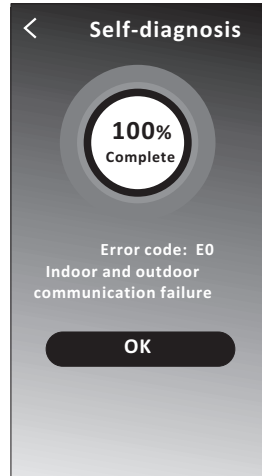 Self-diagnosis
100%
Complete
Error code: E0
Indoor and outdoor
communication failure
OK